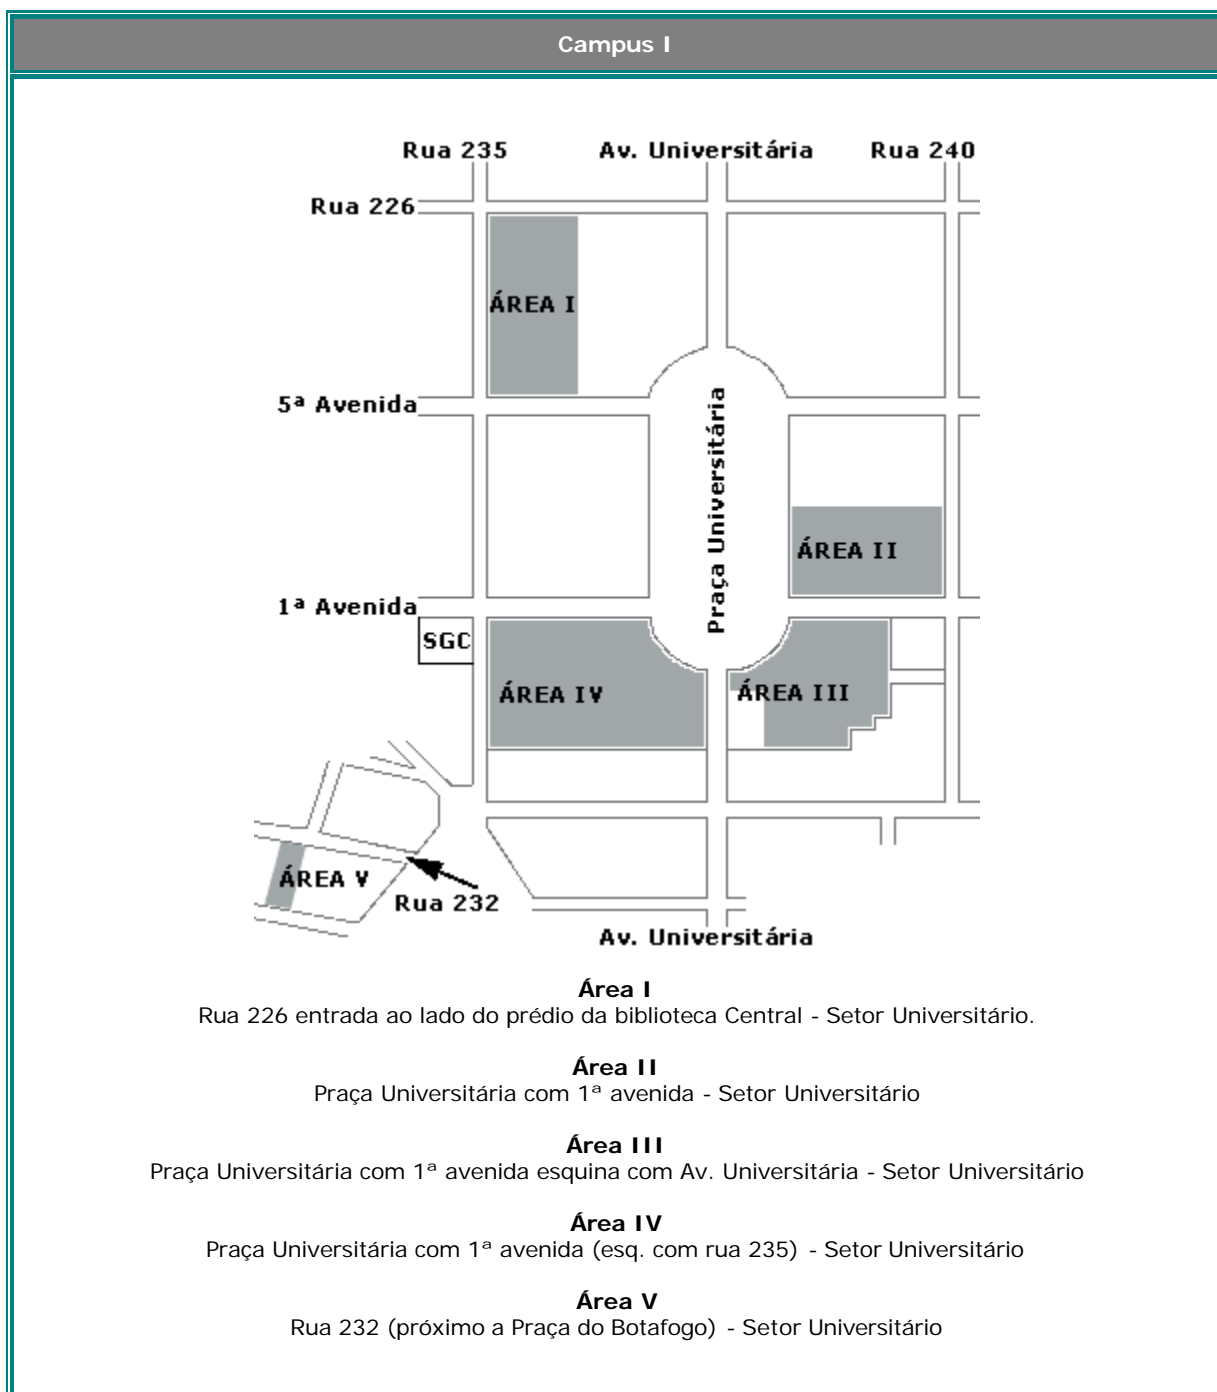 Campus I
Rua 235
Av. Universitária
Rua 240
Rua 226
ÁREA I
5ª Avenida
Praça Universitária
ÁREA II
1ª Avenida
SGC
ÁREA IV
ÁREA III
ÁREA V
Rua 232
Av. Universitária
Área I
Rua 226 entrada ao lado do prédio da biblioteca Central - Setor Universitário.
Área II
Praça Universitária com 1ª avenida - Setor Universitário
Área III
Praça Universitária com 1ª avenida esquina com Av. Universitária - Setor Universitário
Área IV
Praça Universitária com 1ª avenida (esq. com rua 235) - Setor Universitário
Área V
Rua 232 (próximo a Praça do Botafogo) - Setor Universitário